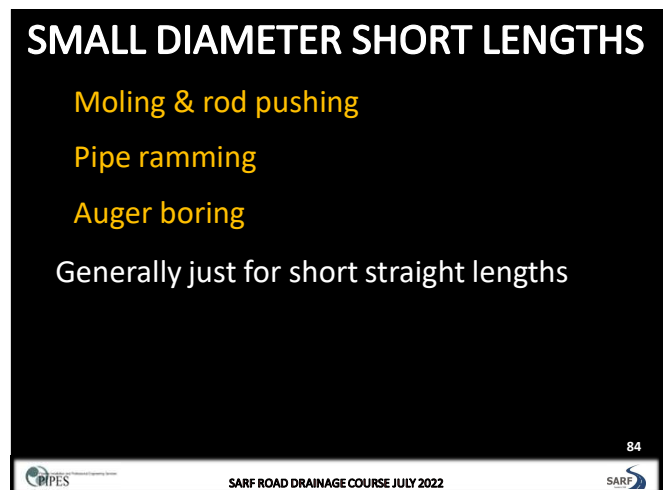 SMALL DIAMETER SHORT LENGTHS
Moling & rod pushing
Pipe ramming
Auger boring
Generally just for short straight lengths
84
PIPES
SARF ROAD DRAINAGE COURSE JULY 2022
SARF